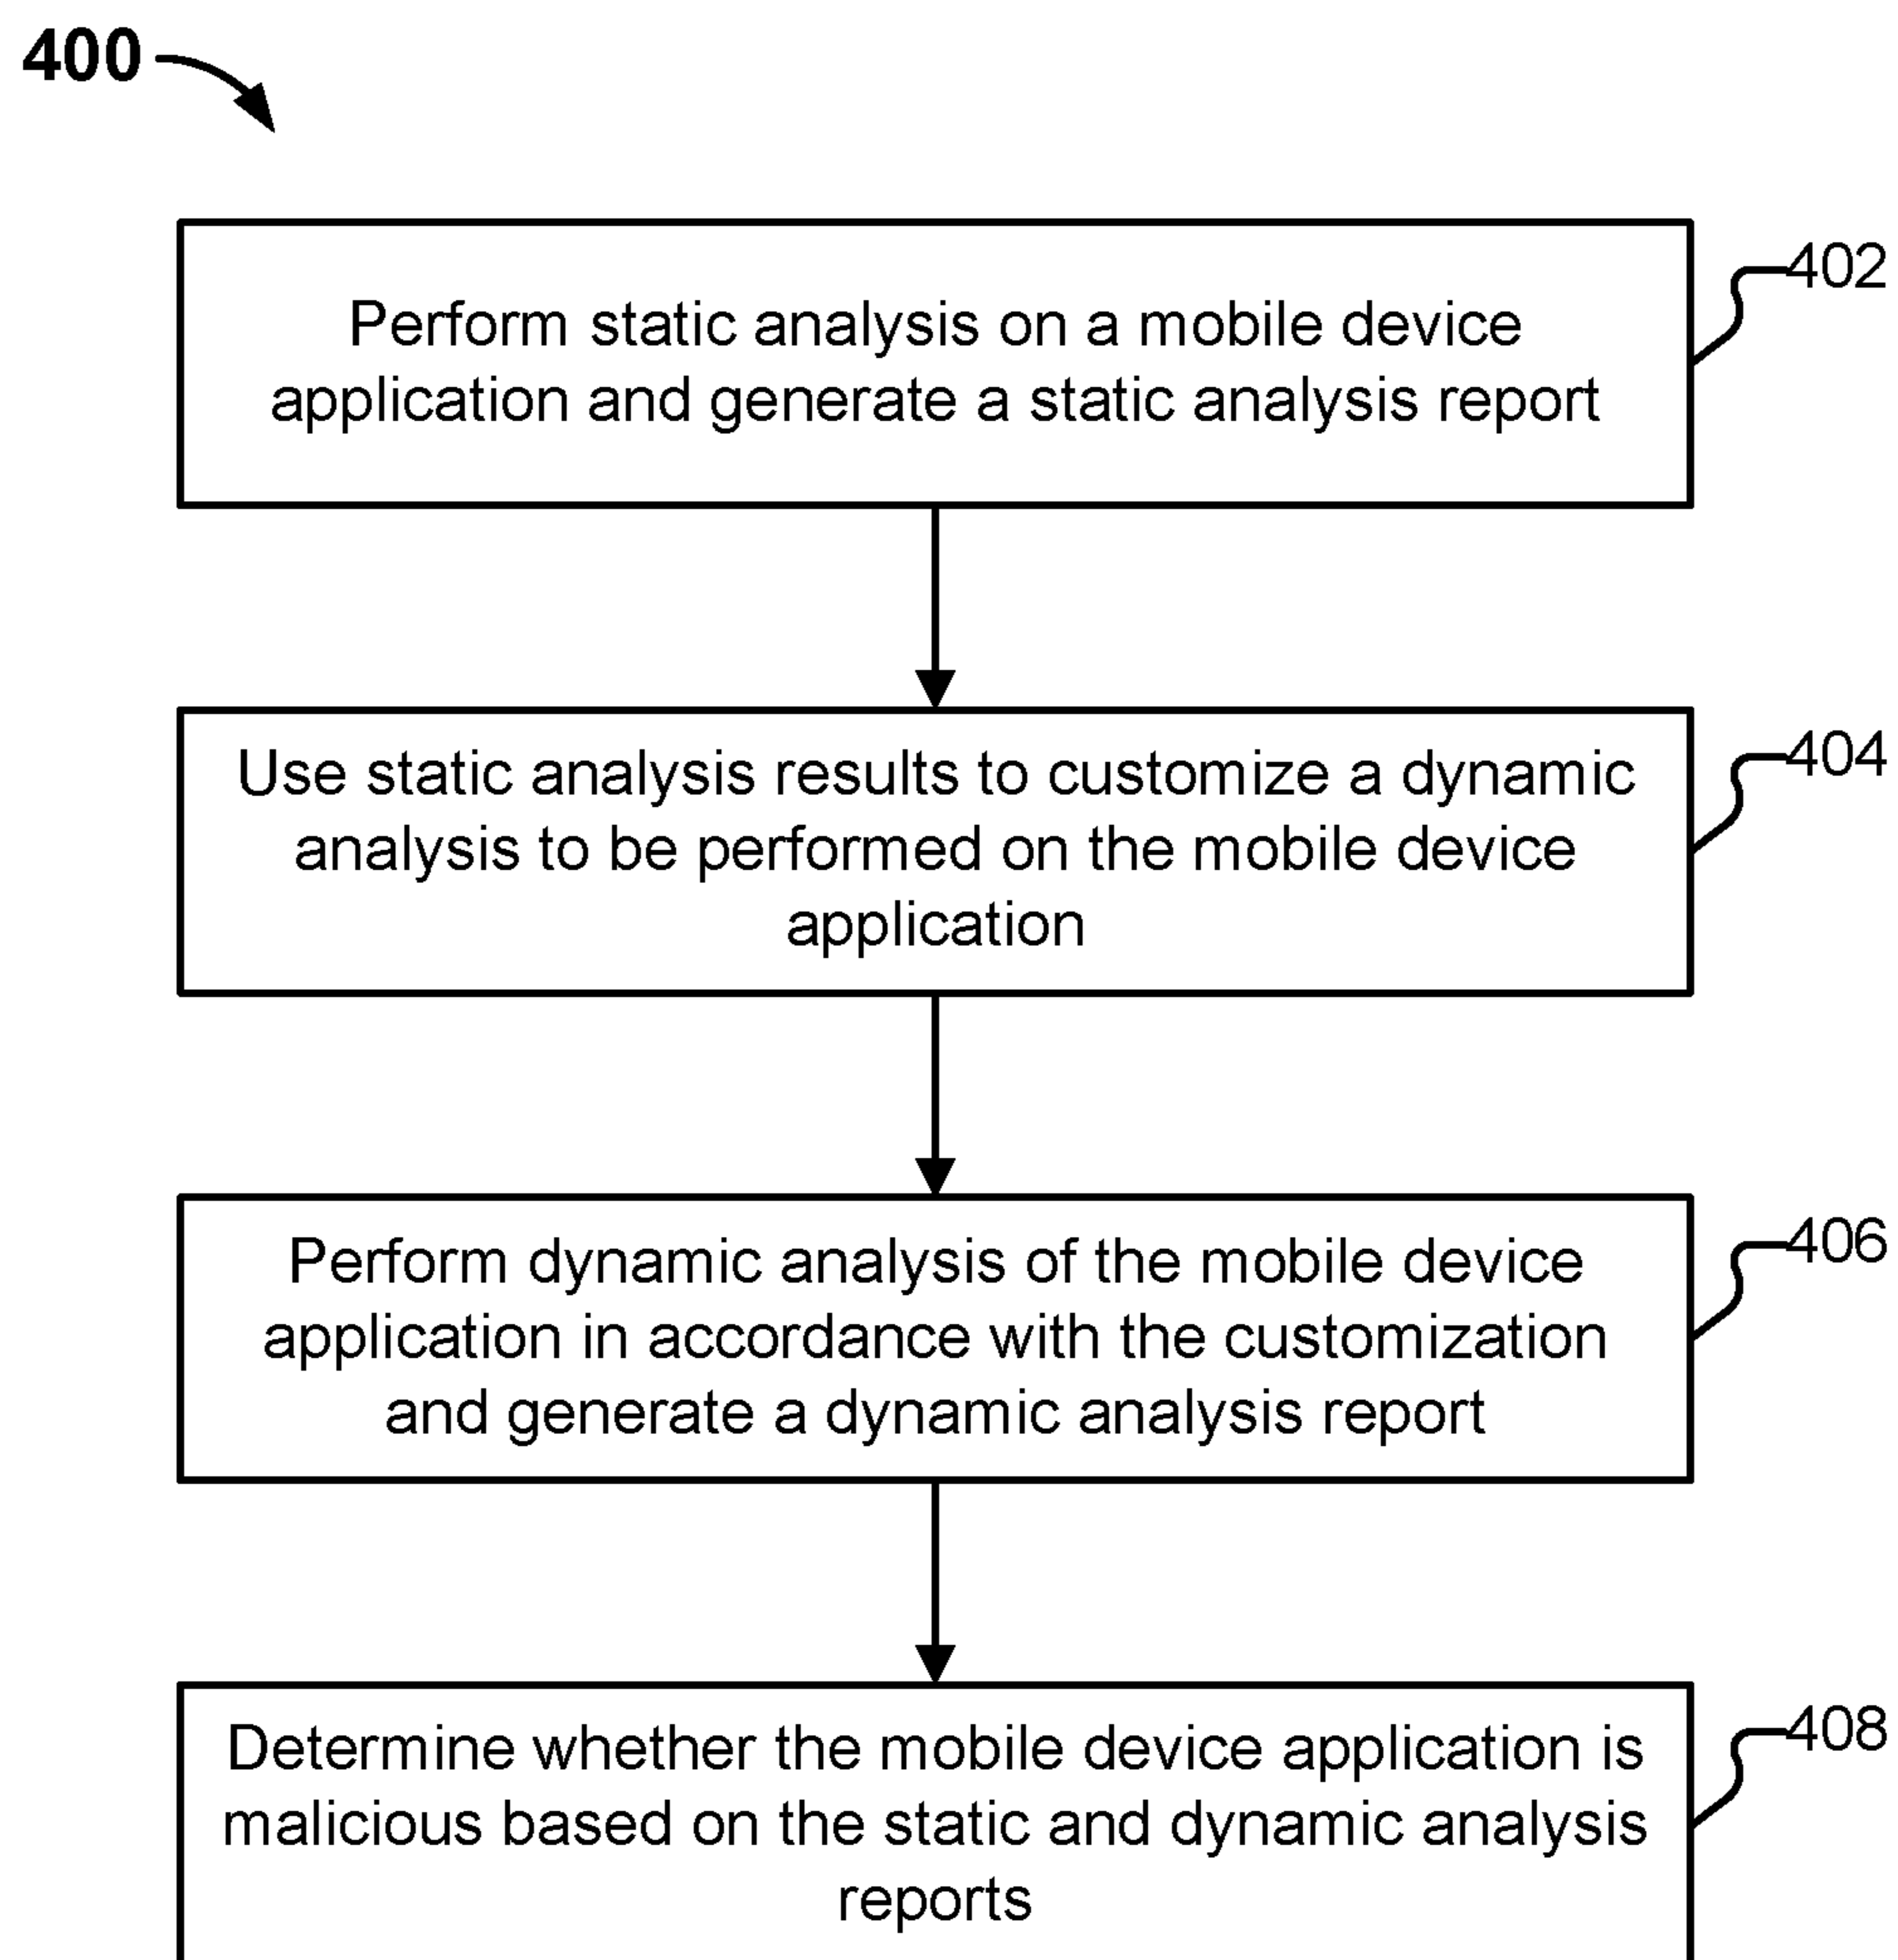 400
402
Perform static analysis on a mobile device
application and generate a static analysis report
404
Use static analysis results to customize a dynamic
analysis to be performed on the mobile device
application
406
Perform dynamic analysis of the mobile device
application in accordance with the customization
and generate a dynamic analysis report
408
Determine whether the mobile device application is
malicious based on the static and dynamic analysis
reports